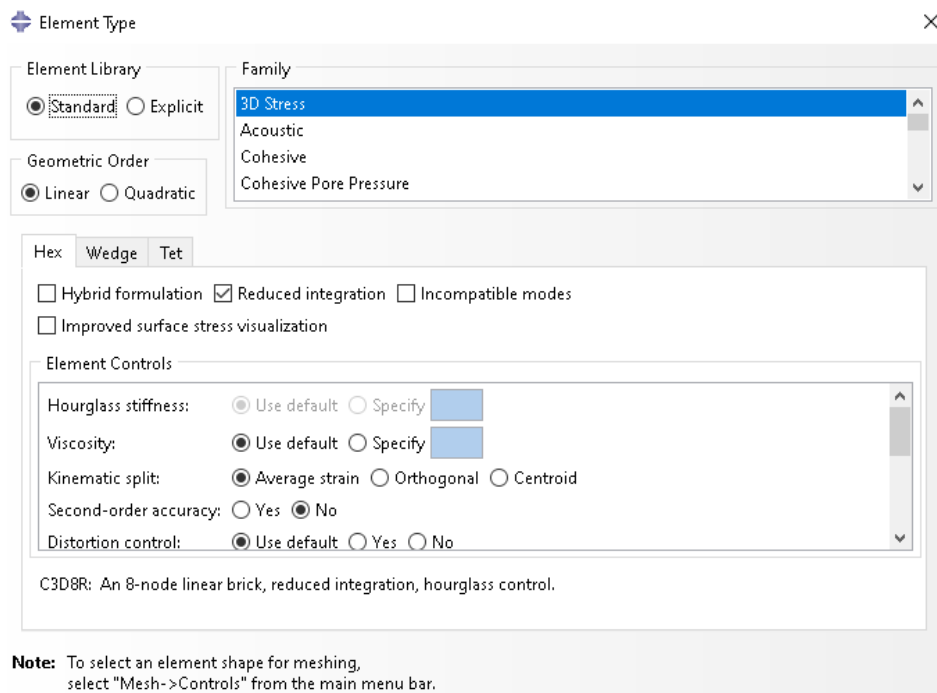 Element Type
Element Library
Standard Explicit
Family
3D Stress
Acoustic
Cohesive
Cohesive Pore Pressure
Geometric Order
Linear Quadratic
Hex Wedge Tet
Hybrid formulation Reduced integration Incompatible modes
Improved surface stress visualization
Element Controls
Hourglass stiffness: Use default Specify
Viscosity: Use default Specify
Kinematic split: Average strain Orthogonal Centroid
Second-order accuracy: Yes No
Distortion control: Use default Yes No
C3D8R: An 8-node linear brick, reduced integration, hourglass control.
Note: To select an element shape for meshing,
select "Mesh->Controls" from the main menu bar.